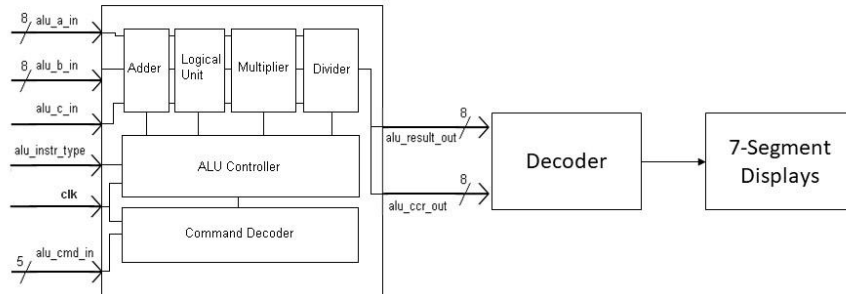 8
alu_a_in
8
alu_b_in
alu_c_in
alu_instr_type
clk
5
alu_cmd_in
Adder
Logical
Unit
Multiplier
Divider
ALU Controller
Command Decoder
8
alu_result_out
8
alu_ccr_out
Decoder
7-Segment
Displays